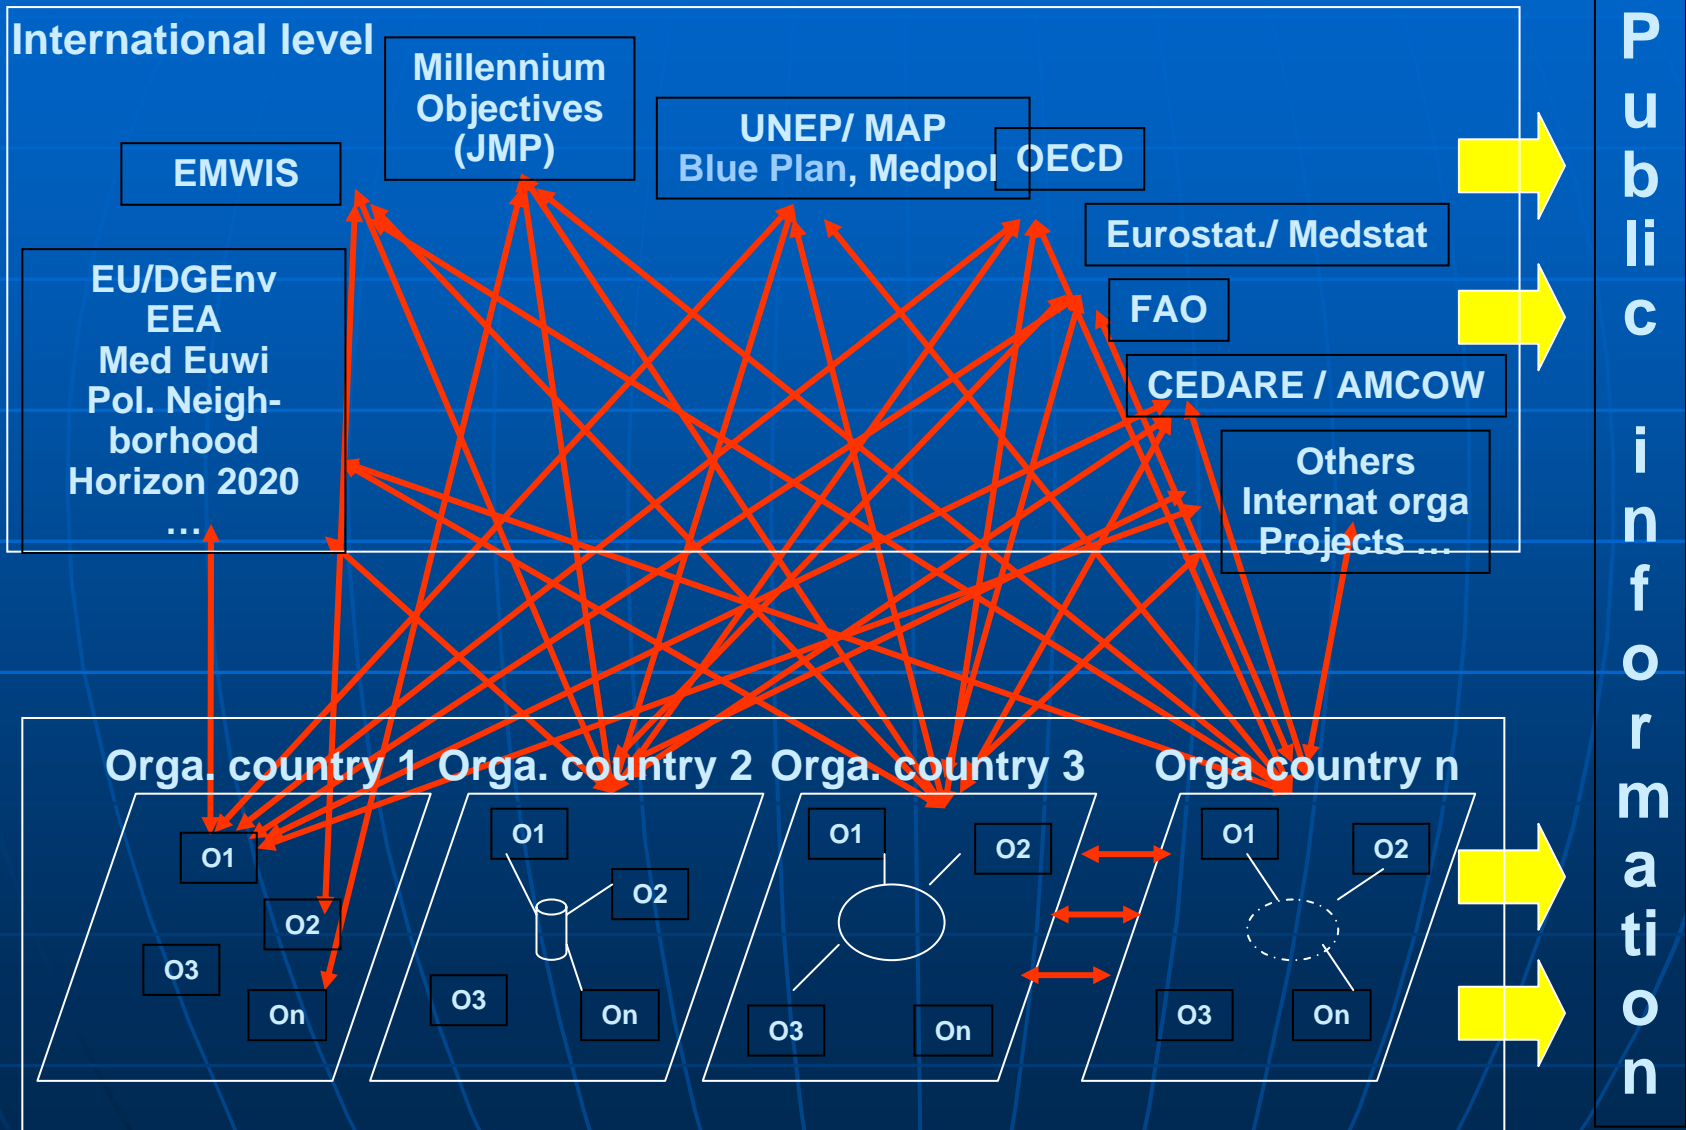 International level
Millennium
Objectives
(JMP)
UNEP/ MAP
Blue Plan, Medpol
OECD
EMWIS
Eurostat./ Medstat
EU/DGEnv
EEA
Med Euwi
Pol. Neigh-
borhood
Horizon 2020
...
FAO
CEDARE / AMCOW
Others
Internat orga
Projects ...
Orga. country 1
Orga. country 2
Orga. country 3
Orga country n
O1
O2
O3
On
O1
O2
O3
On
O1
O2
O3
On
O1
O2
O3
On
Public information